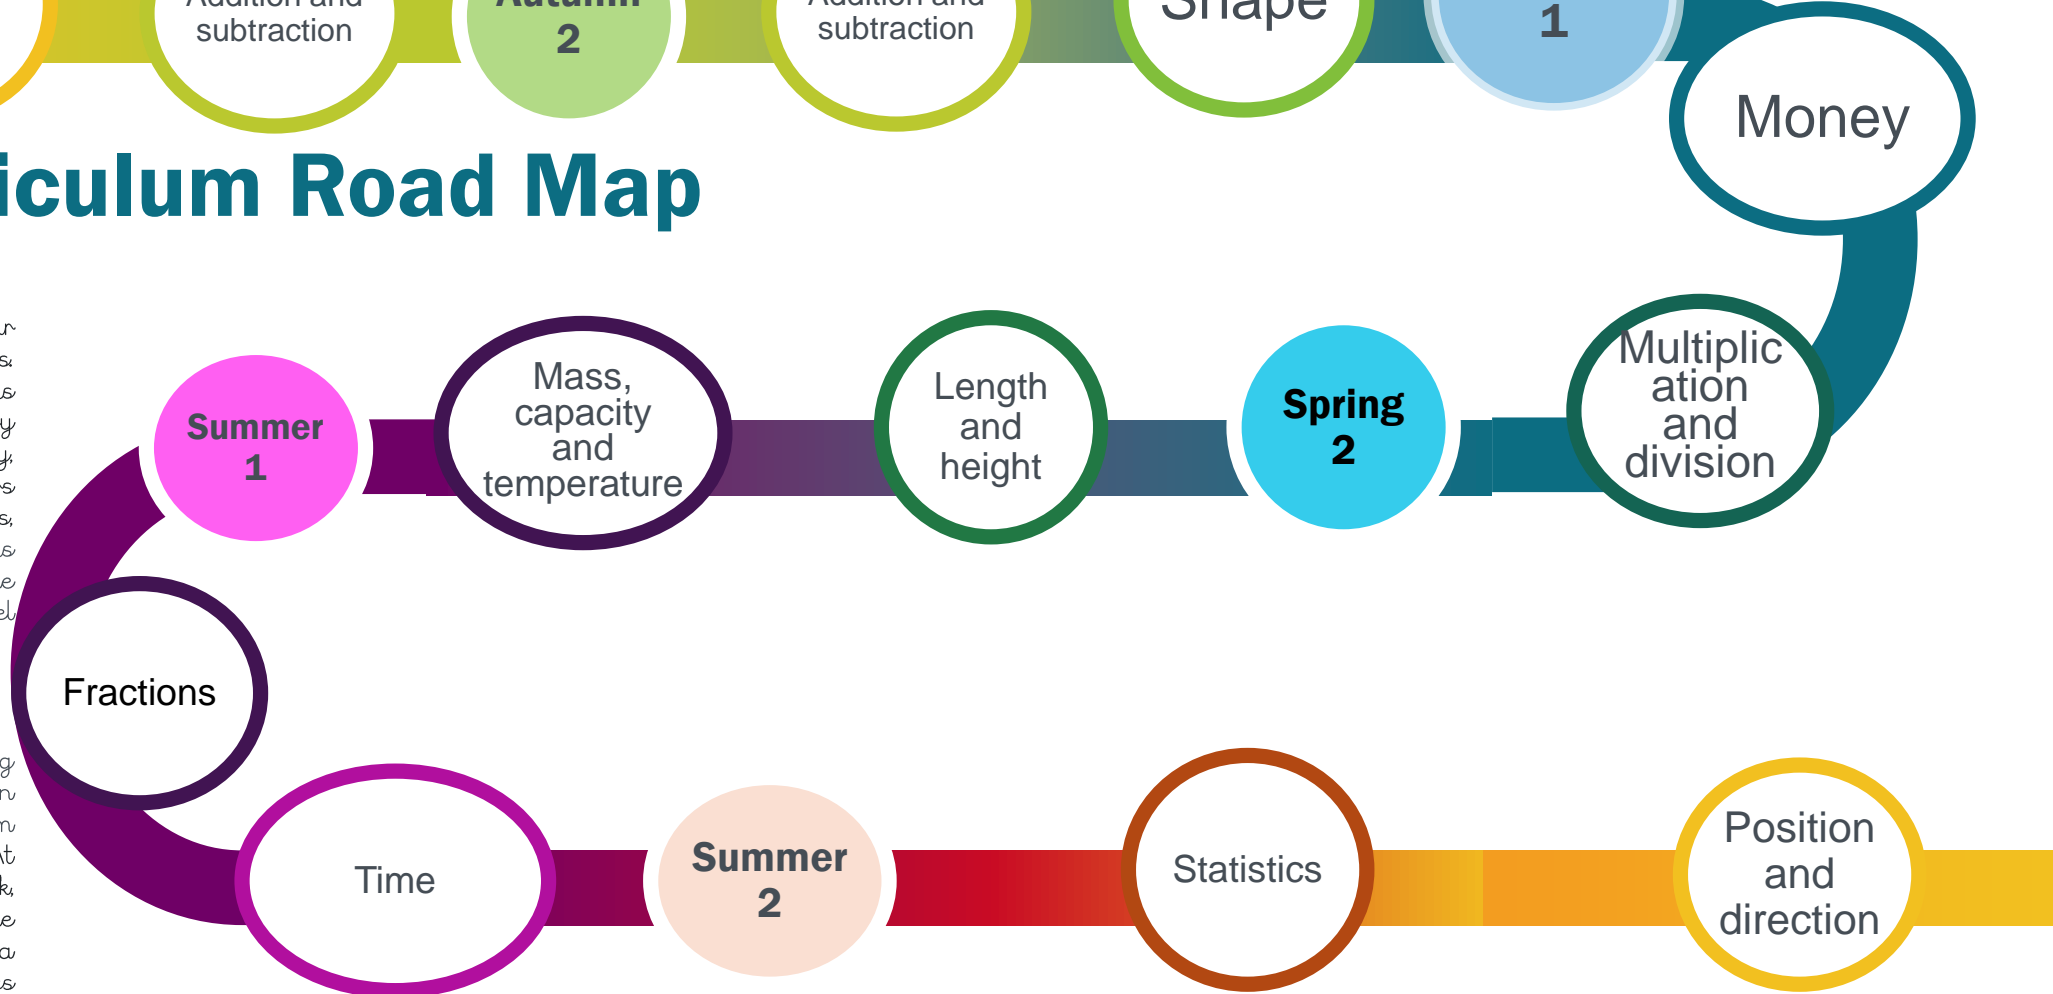 subtraction
2
subtraction
Shape
1
Money
iculum Road Map
Multiplic
ation
and
division
Spring
2
Length
and
height
Mass,
capacity
and
temperature
Summer
1
Fractions
Time
Summer
2
Statistics
Position
and
direction